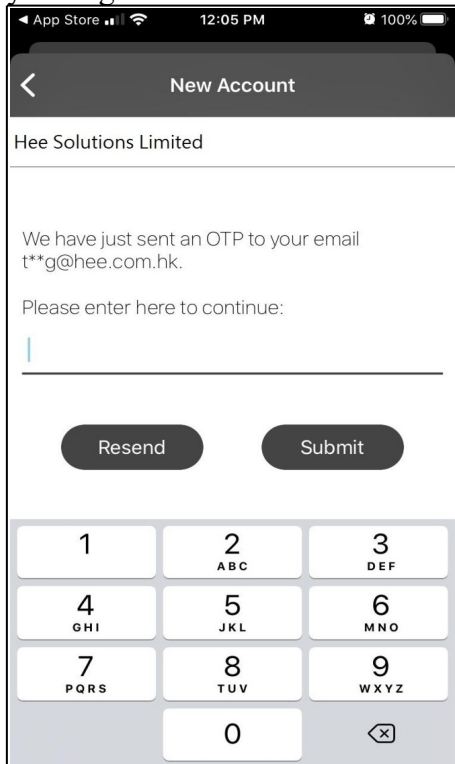 App Store
12:05 PM
100%
New Account
Hee Solutions Limited
We have just sent an OTP to your email
t**g@hee.com.hk.
Please enter here to continue:
Resend
Submit
1
2
ABC
3
DEF
4
GHI
5
JKL
6
MNO
7
PQRS
8
TUV
9
WXYZ
0